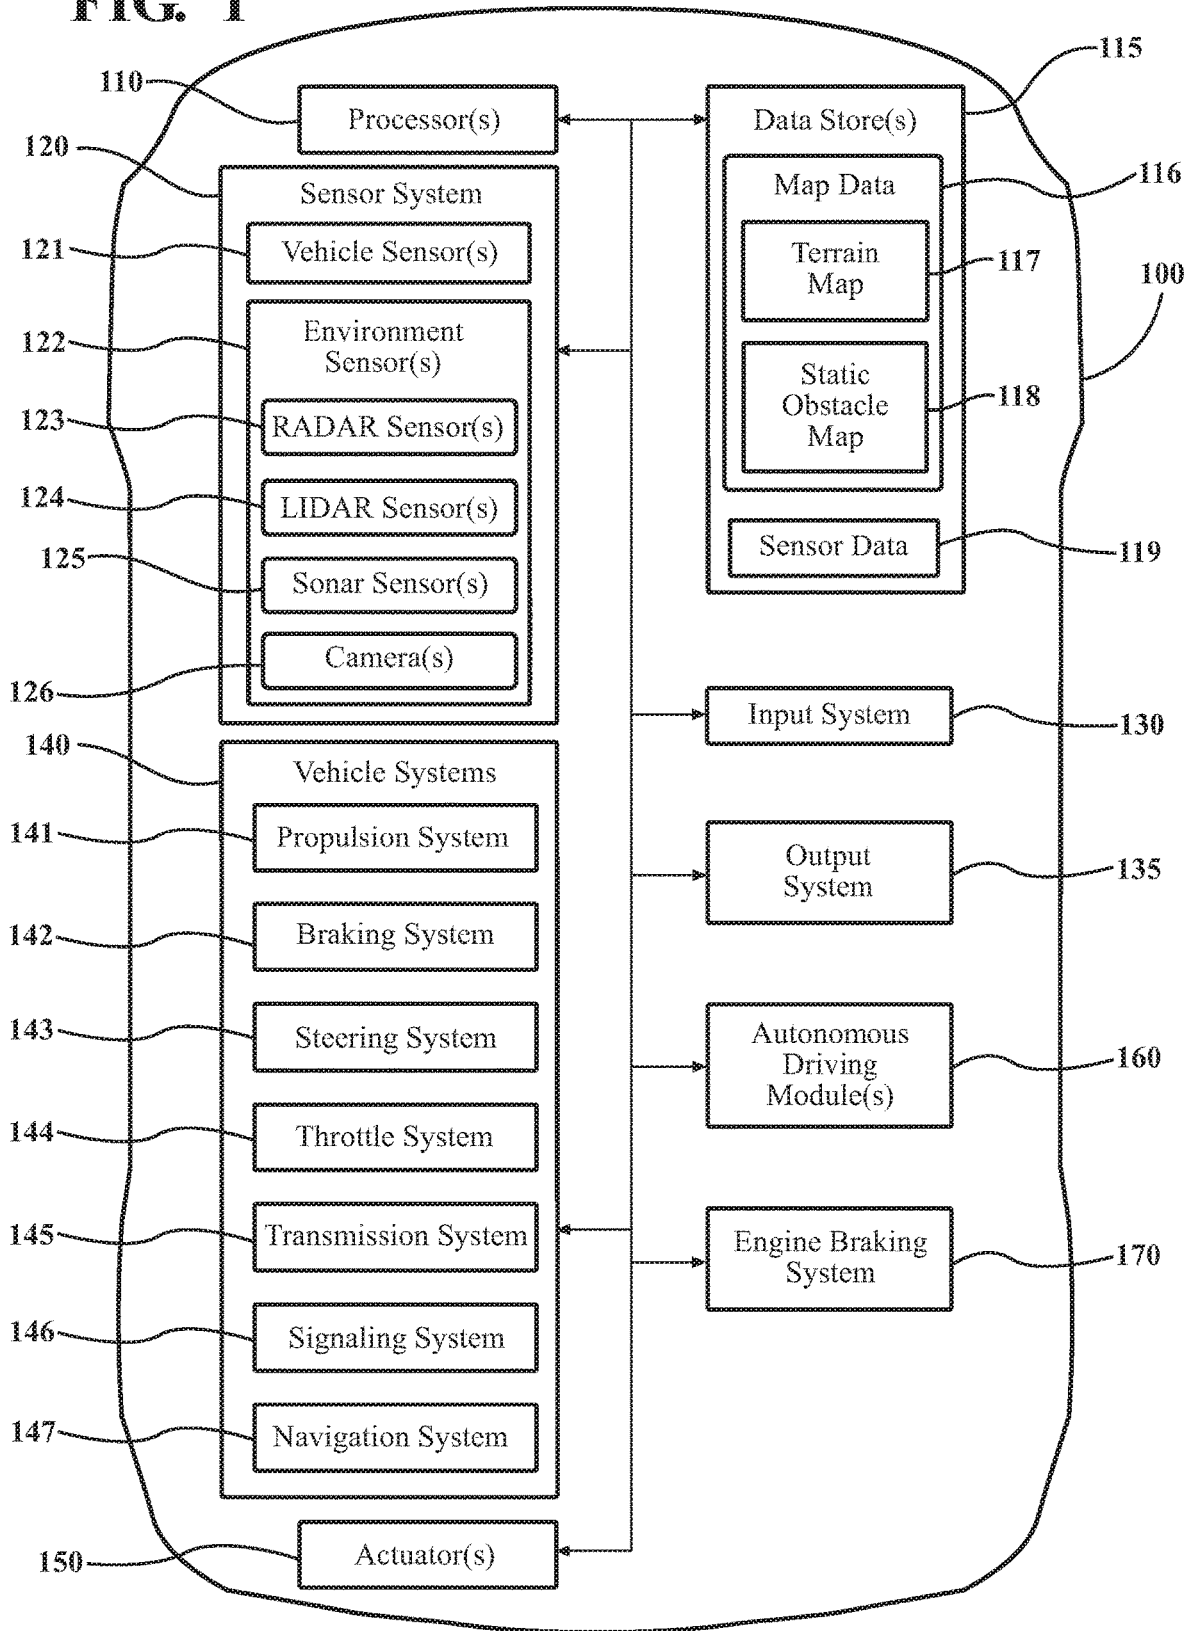 FIG. 1
110
Processor(s)
120
Sensor System
121
Vehicle Sensor(s)
122
Environment
Sensor(s)
123
RADAR Sensor(s)
124
LIDAR Sensor(s)
125
Sonar Sensor(s)
126
Camera(s)
140
Vehicle Systems
141
Propulsion System
142
Braking System
143
Steering System
144
Throttle System
145
Transmission System
146
Signaling System
147
Navigation System
150
Actuator(s)
115
Data Store(s)
Map Data
116
Terrain
Map
117
100
Static
Obstacle
Map
118
Sensor Data
119
Input System
130
Output
System
135
Autonomous
Driving
Module(s)
160
Engine Braking
System
170